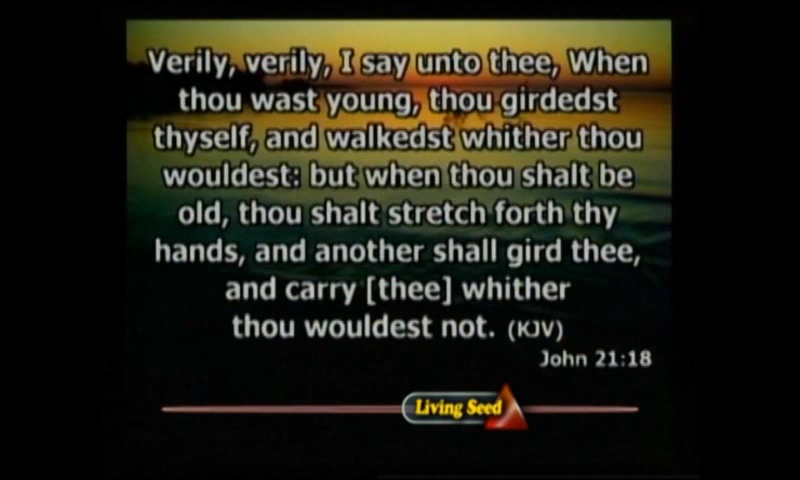 Verily, verily, I say unto thee, When
thou wast young, thou girdedst
thyself, and walkedst whither thou
wouldest: but when thou shalt be
old, thou shalt stretch forth thy
hands, and another shall gird thee,
and carry [thee] whither
thou wouldest not. (KJV)
John 21:18
Living Seed